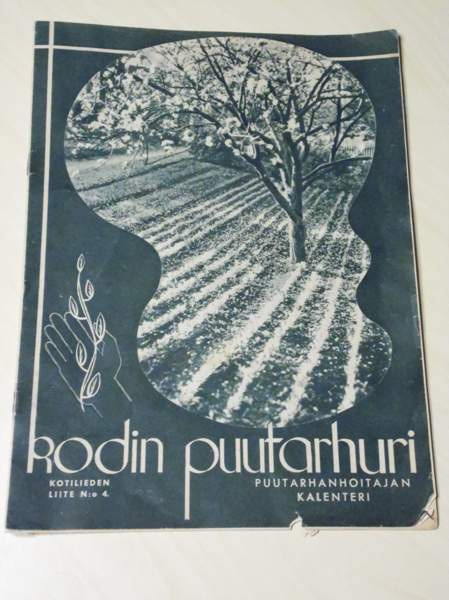 kodin puutarhuri
KOTILIEDEN
LIITE N:o 4.
PUUTARHANHOITAJAN
KALENTERI